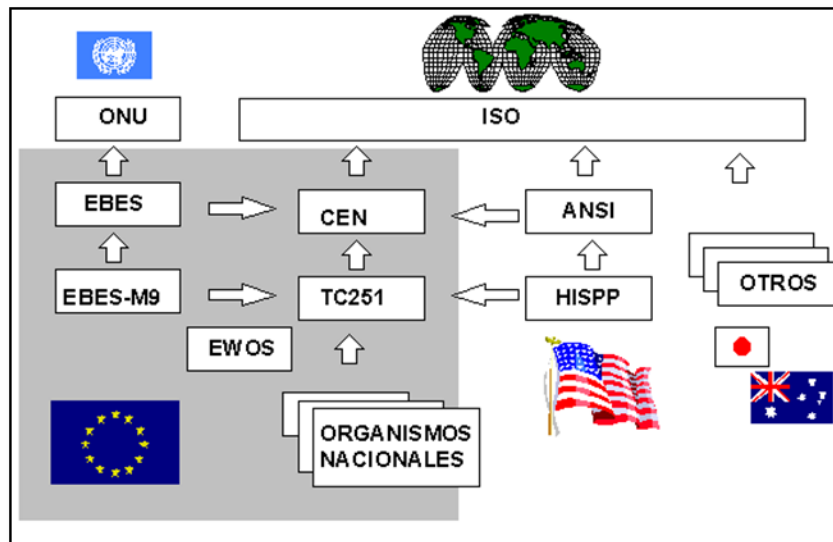 ONU
ISO
EBES
CEN
ANSI
EBES-M9
TC251
HISPP
OTROS
EWOS
ORGANISMOS
NACIONALES